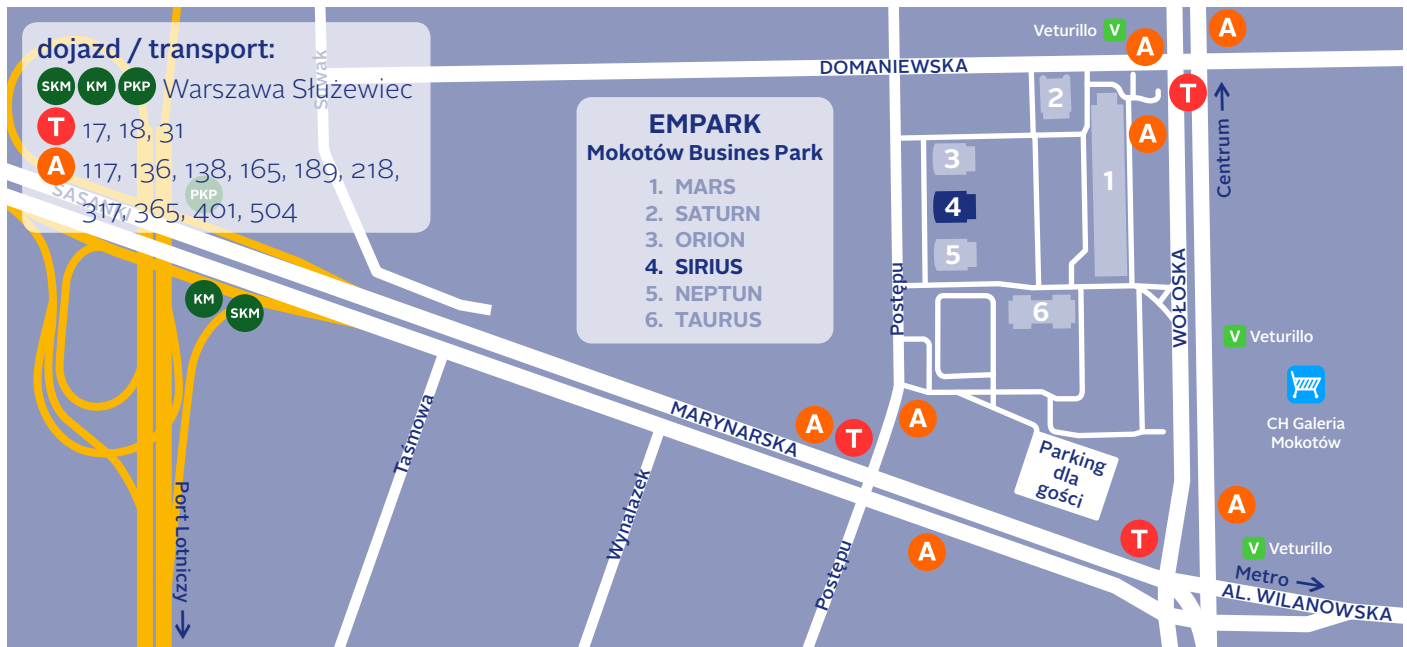 dojazd / transport:
SKM KM PKP Warszawa Służewiec
T 17, 18, 31
A 117, 136, 138, 165, 189, 218,
317, 365, 401, 504
SASANKI
PKP
KM
SKM
Port Lotniczy
Taśmowa
Wynalazek
MARYNARSKA
EMPARK
Mokotów Busines Park
1. MARS
2. SATURN
3. ORION
4. SIRIUS
5. NEPTUN
6. TAURUS
DOMANIEWSKA
Veturillo V
A
A
T
A
Centrum
2
1
3
4
5
6
Postępu
WOŁOSKA
V Veturillo
CH Galeria
Mokotów
A
T
A
Parking
dla
gości
A
T
A
Postępu
V Veturillo
Metro
AL. WILANOWSKA